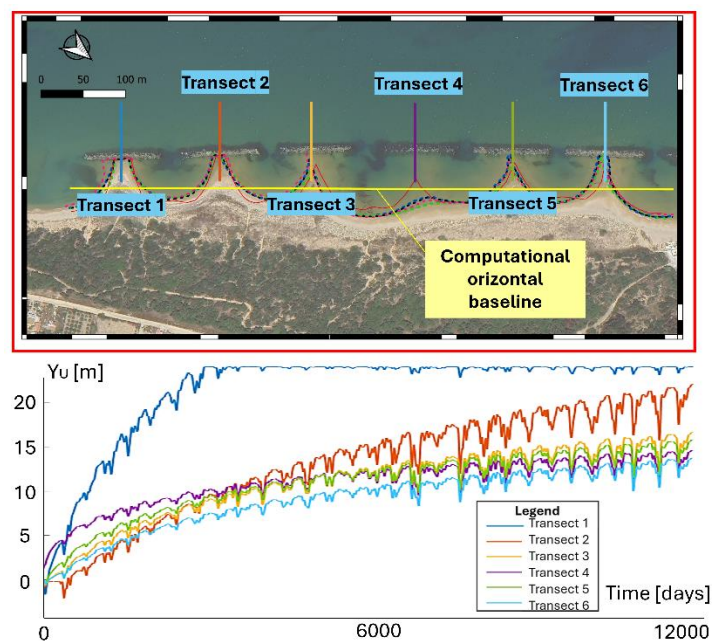 Transect 2
Transect 4
Transect 6
0 50 100 m
Transect 1
Transect 3
Transect 5
Computational
orizontal
baseline
YU [m]
20
15
10
5
0
Legend
Transect 1
Transect 2
Transect 3
Transect 4
Transect 5
Transect 6
Time [days]
0 6000 12000